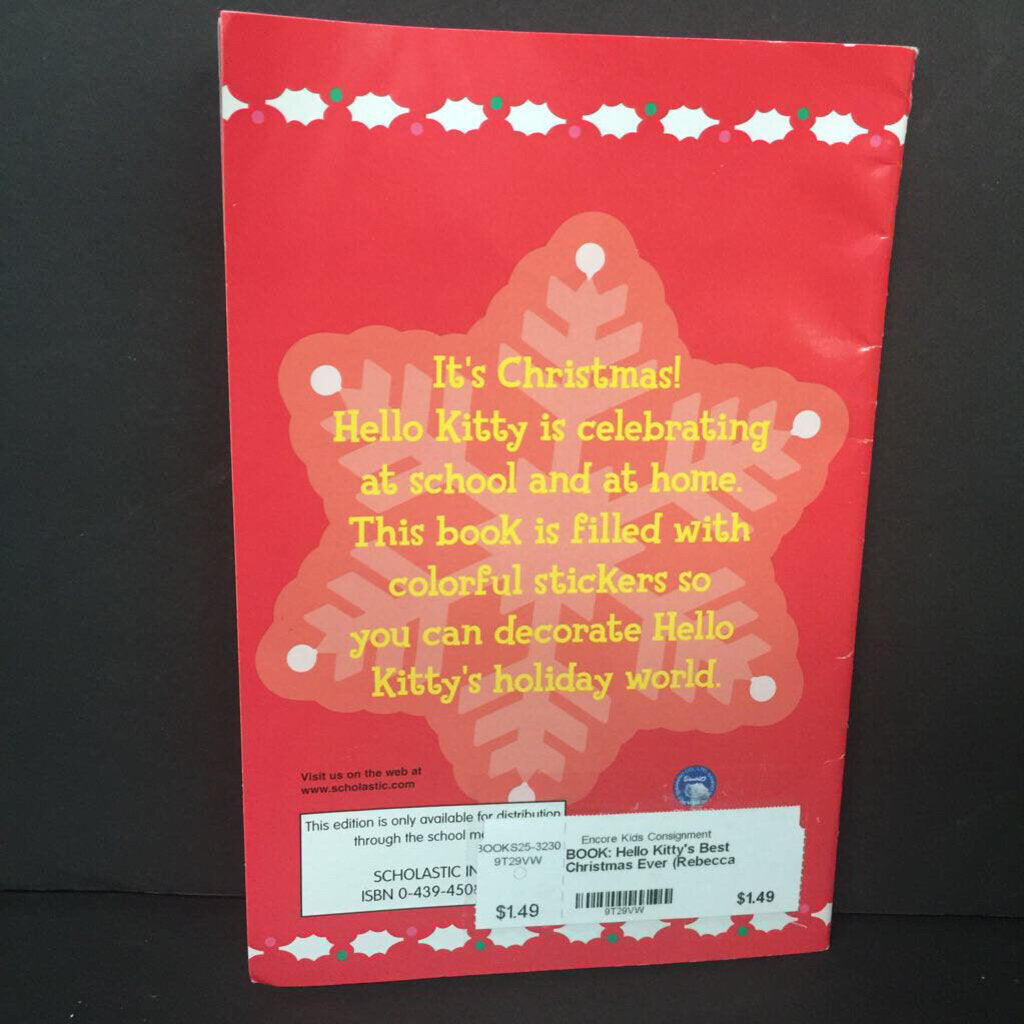 It's Christmas!
Hello Kitty is celebrating
at school and at home.
This book is filled with
colorful stickers so
you can decorate Hello
Kitty's holiday world.
Visit us on the web at
www.scholastic.com
This edition is only available for distribution
through the school
SCHOLASTIC
ISBN 0-439-450
BOOKS25-3230
9T29VW
$1.49
Encore Kids Consignment
BOOK: Hello Kitty's Best
Christmas Ever (Rebecca
9T29VW
$1.49